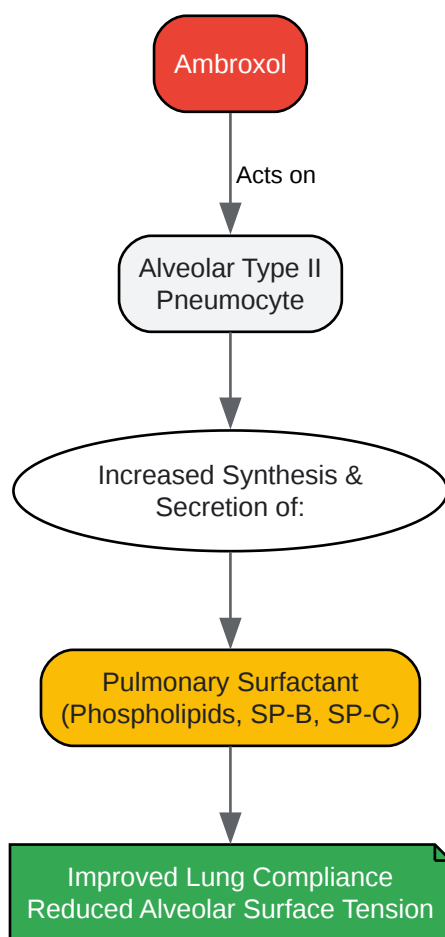 Ambroxol
Acts on
Alveolar Type II
Pneumocyte
Increased Synthesis &
Secretion of:
Pulmonary Surfactant
(Phospholipids, SP-B, SP-C)
Improved Lung Compliance
Reduced Alveolar Surface Tension